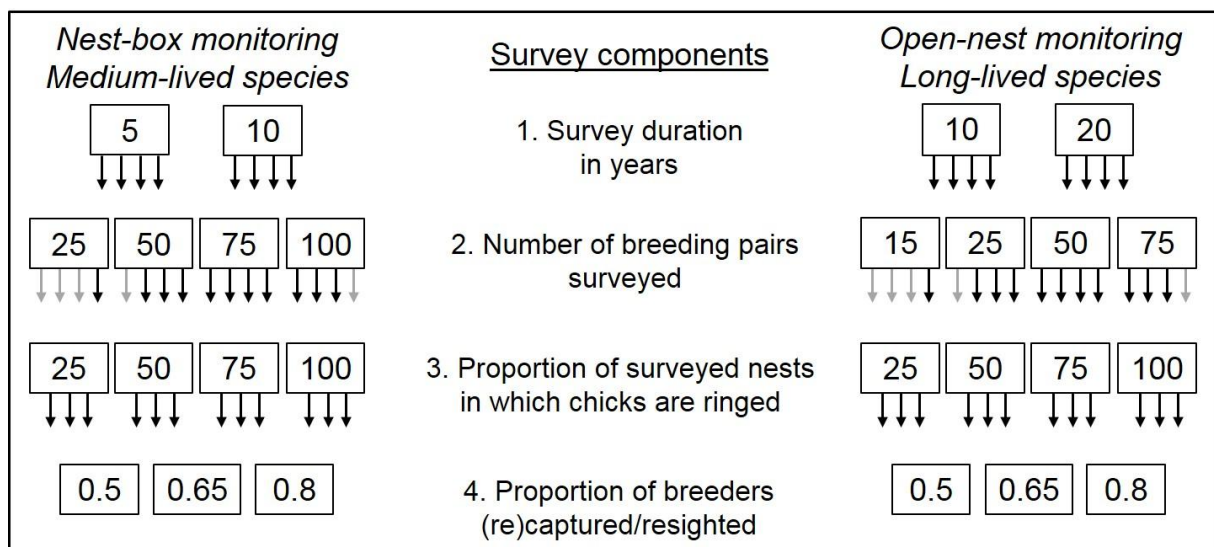 Nest-box monitoring
Medium-lived species
Survey components
Open-nest monitoring
Long-lived species
5 10
1. Survey duration
in years
10 20
25 50 75 100
2. Number of breeding pairs
surveyed
15 25 50 75
25 50 75 100
3. Proportion of surveyed nests
in which chicks are ringed
25 50 75 100
0.5 0.65 0.8
4. Proportion of breeders
(re)captured/resighted
0.5 0.65 0.8